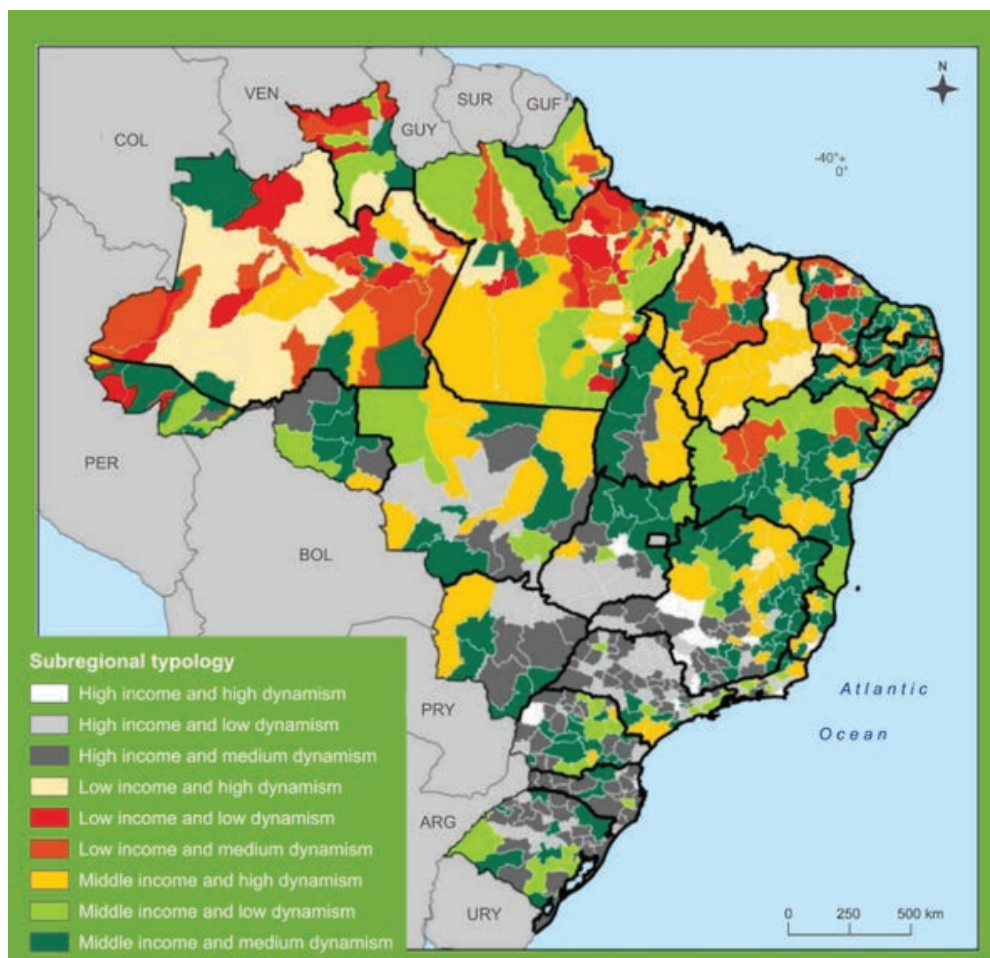 N
VEN
SUR
GUF
GUY
COL
-40°
0°
PER
BOL
Subregional typology
High income and high dynamism
High income and low dynamism
High income and medium dynamism
Low income and high dynamism
Low income and low dynamism
Low income and medium dynamism
Middle income and high dynamism
Middle income and low dynamism
Middle income and medium dynamism
PRY
ARG
URY
Atlantic
Ocean
0 250 500 km